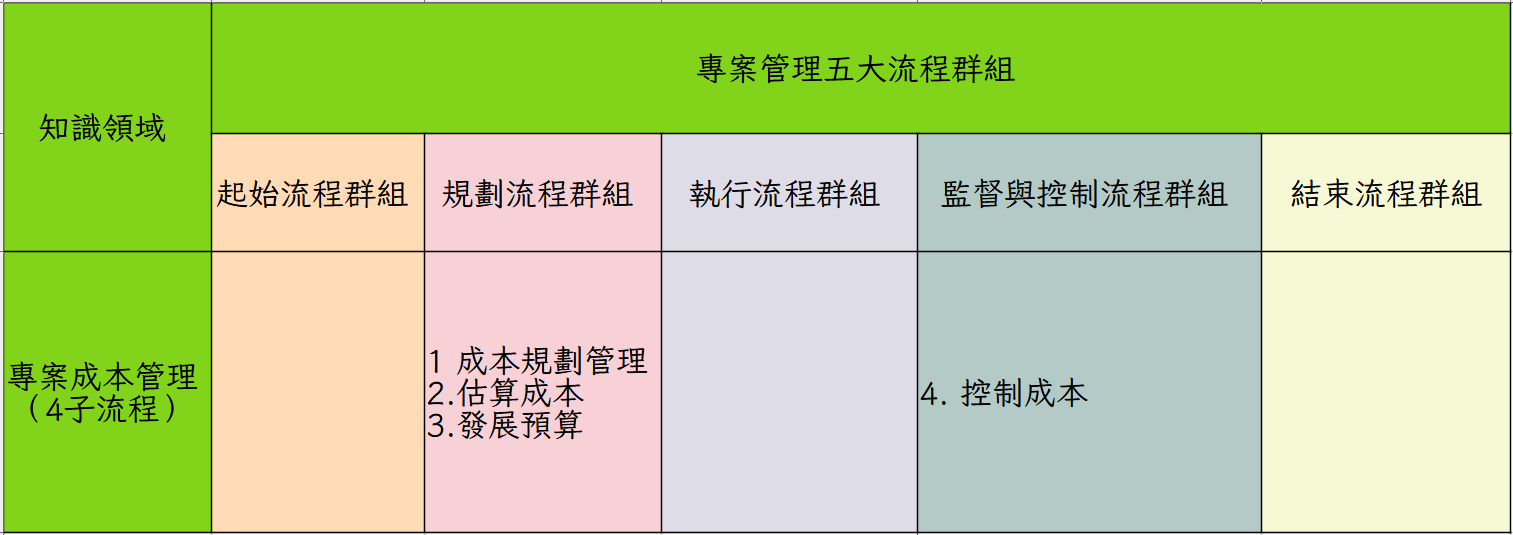 知識領域
專案管理五大流程群組
起始流程群組
規劃流程群組
執行流程群組
監督與控制流程群組
結束流程群組
專案成本管理
（4子流程）
1 成本規劃管理
2.估算成本
3.發展預算
4. 控制成本